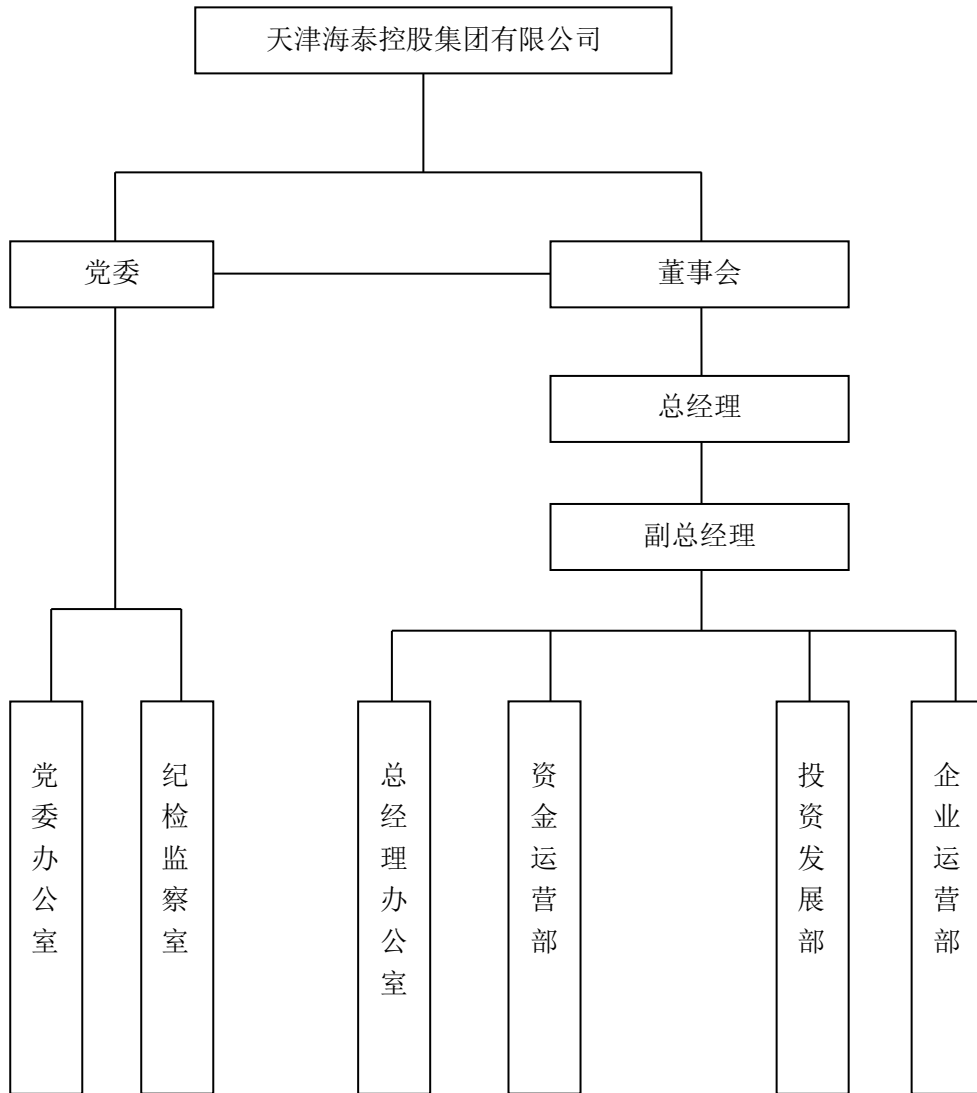 天津海泰控股集团有限公司
党委
董事会
总经理
副总经理
党委办公室
纪检监察室
总经理办公室
资金运营部
投资发展部
企业运营部